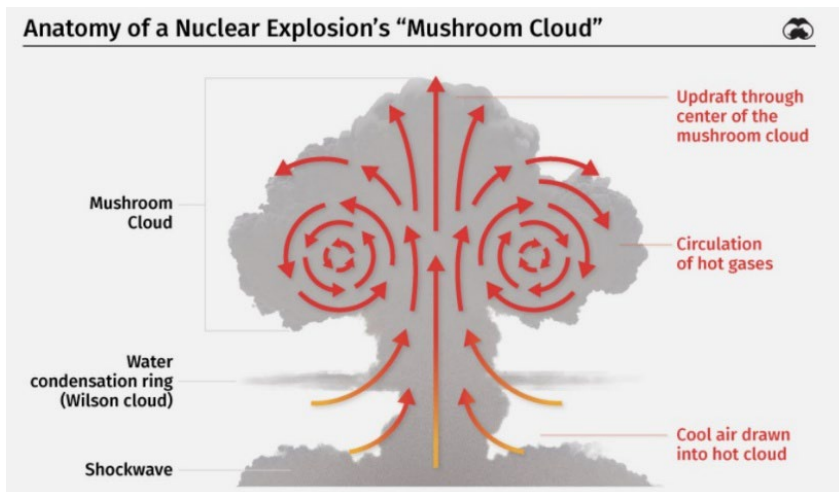 Anatomy of a Nuclear Explosion’s “Mushroom Cloud”
Updraft through
center of the
mushroom cloud
Mushroom
Cloud
Circulation
of hot gases
Water
condensation ring
(Wilson cloud)
Cool air drawn
into hot cloud
Shockwave